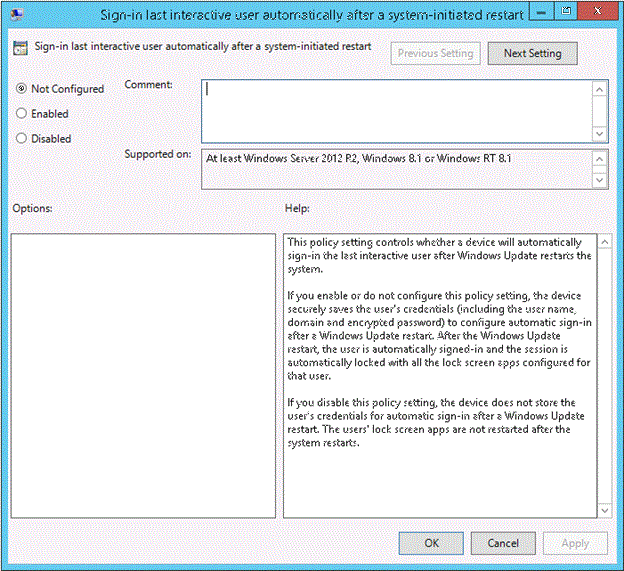 Sign-in last interactive user automatically after a system-initiated restart
Sign-in last interactive user automatically after a system-initiated restart
Previous Setting
Next Setting
Not Configured
Comment:
Enabled
Disabled
Supported on:
At least Windows Server 2012 R2, Windows 8.1 or Windows RT 8.1
Options:
Help:
This policy setting controls whether a device will automatically
sign-in the last interactive user after Windows Update restarts the
system.
If you enable or do not configure this policy setting, the device
securely saves the user's credentials (including the user name,
domain and encrypted password) to configure automatic sign-in
after a Windows Update restart. After the Windows Update
restart, the user is automatically signed-in and the session is
automatically locked with all the lock screen apps configured for
that user.
If you disable this policy setting, the device does not store the
user's credentials for automatic sign-in after a Windows Update
restart. The users' lock screen apps are not restarted after the
system restarts.
OK
Cancel
Apply